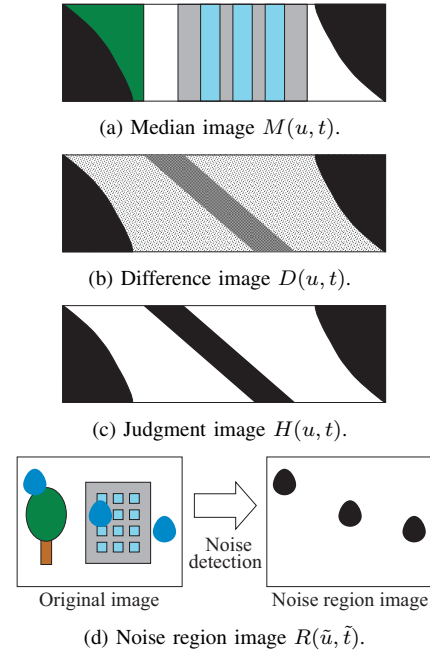 (a) Median image M(u, t).
(b) Difference image D(u, t).
(c) Judgment image H(u, t).
Noise
detection
Original image
Noise region image
(d) Noise region image R(ũ, t̃).